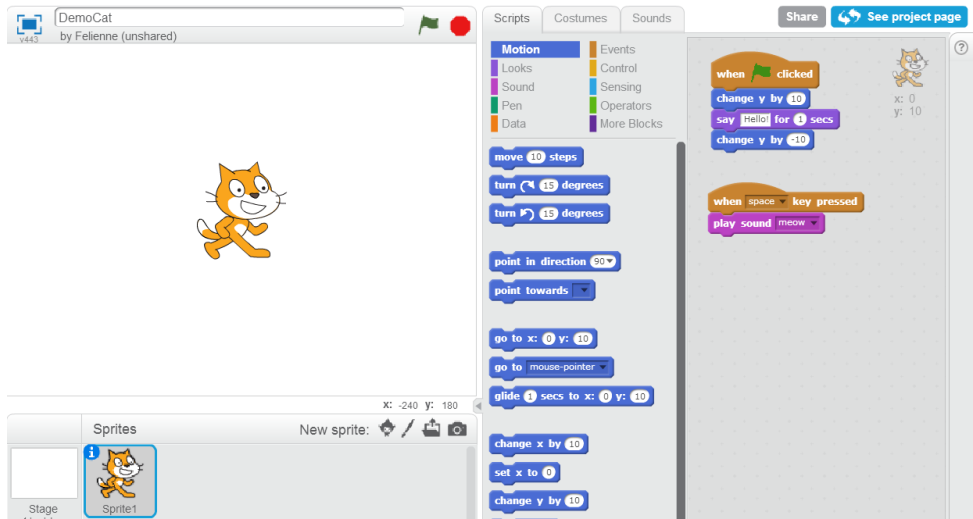 DemoCat
v443
by Felienne (unshared)
Scripts
Costumes
Sounds
Share
See project page
Motion
Looks
Sound
Pen
Data
Events
Control
Sensing
Operators
More Blocks
move 10 steps
turn 15 degrees
turn 15 degrees
point in direction 90
point towards
go to x: 0 y: 10
go to mouse-pointer
glide 1 secs to x: 0 y: 10
change x by 10
set x to 0
change y by 10
when clicked
change y by 10
say Hello! for 1 secs
change y by -10
when space key pressed
play sound meow
x: 0
y: 10
?
X: -240 Y: 180
Sprites
New sprite:
i
Stage
Sprite1